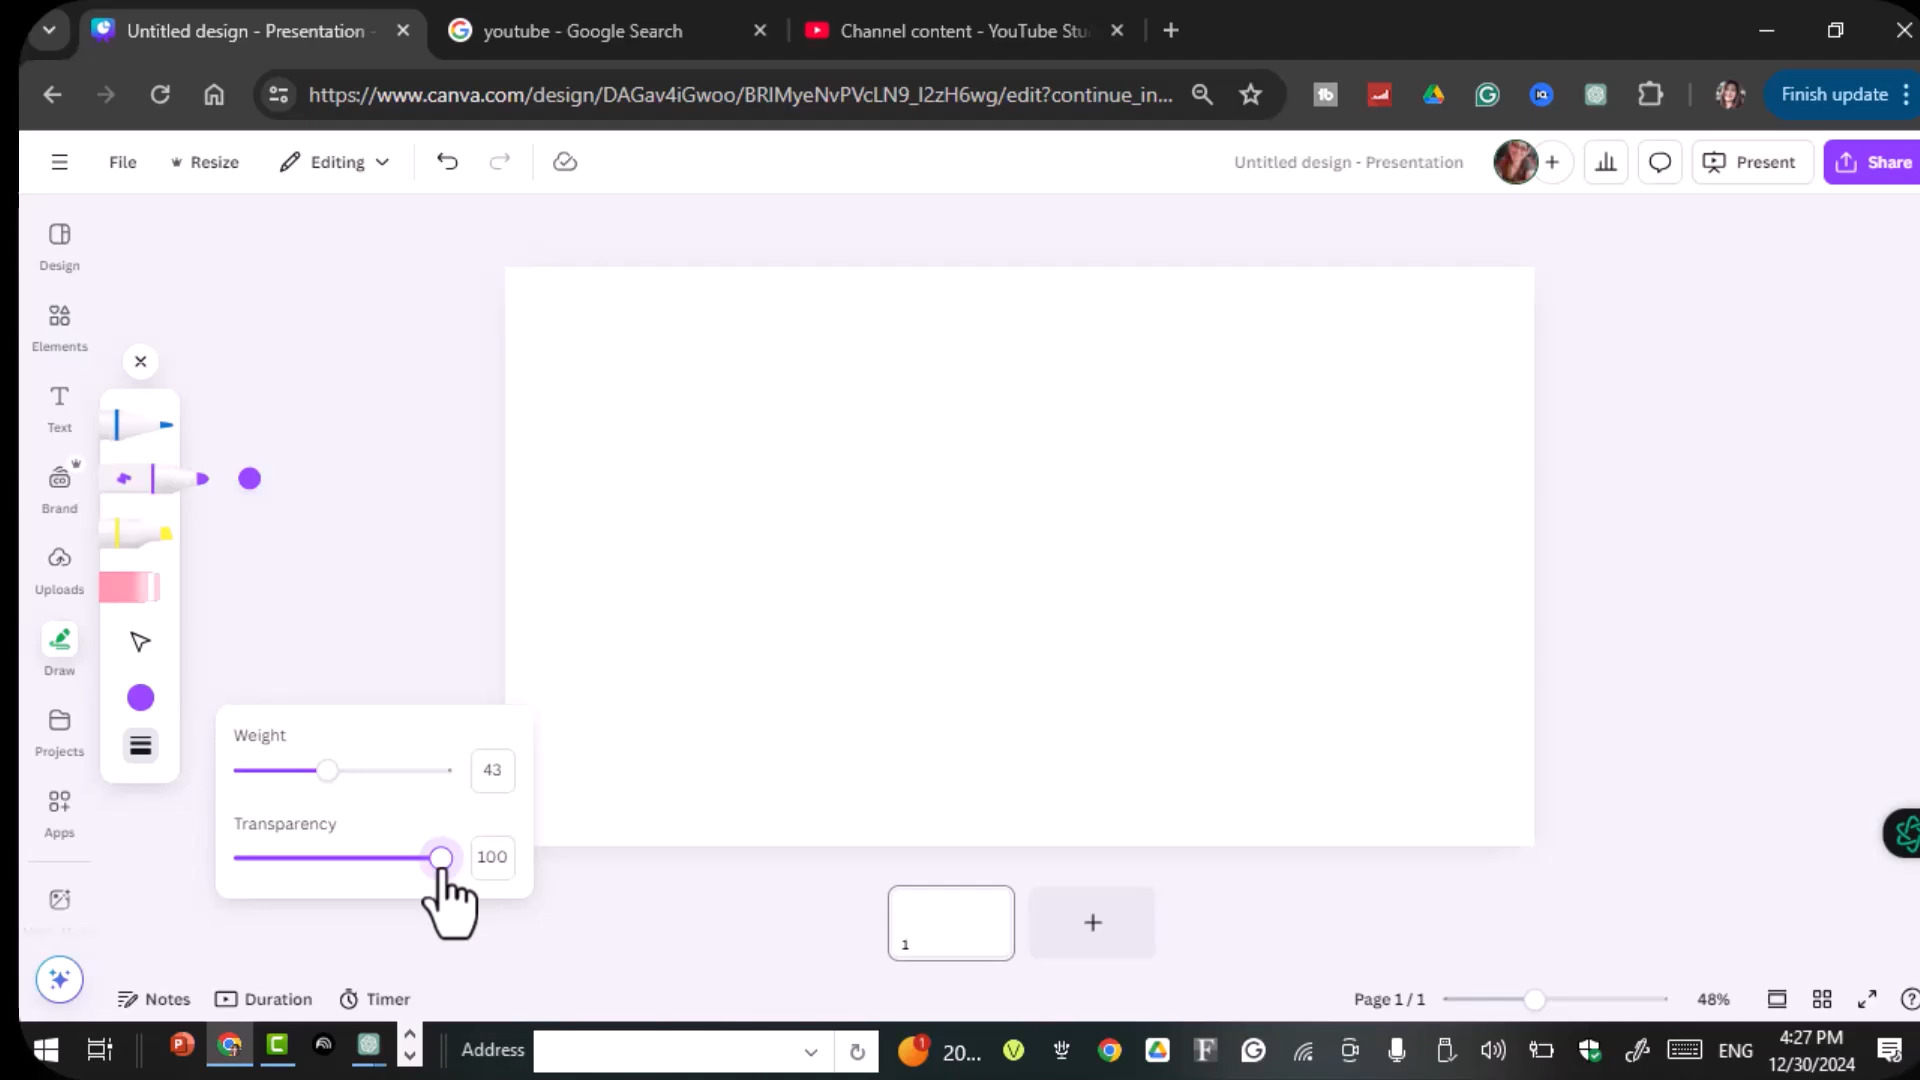 Untitled design - Presentation -
youtube - Google Search
Channel content - YouTube Stu
https://www.canva.com/design/DAGav4iGwoo/BRIMyeNvPVcLN9_I2zH6wg/edit?continue_in...
Finish update
File
Resize
Editing
Untitled design - Presentation
Present
Share
Design
Elements
Text
Brand
Uploads
Draw
Projects
Apps
Weight
43
Transparency
100
1
Notes
Duration
Timer
Page 1 / 1
48%
Address
20...
ENG
4:27 PM
12/30/2024